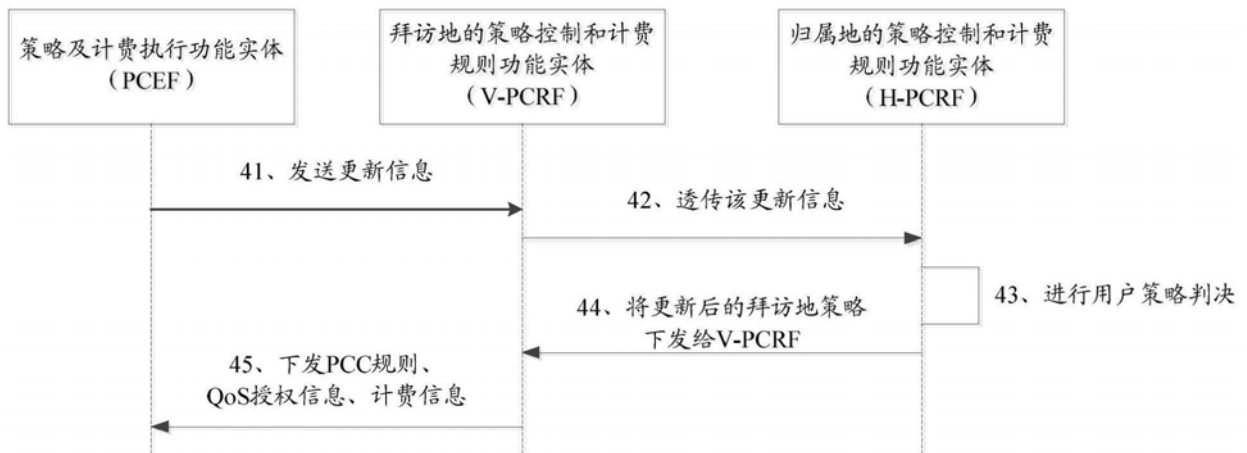 策略及计费执行功能实体
（PCEF）
拜访地的策略控制和计费
规则功能实体
（V-PCRF）
归属地的策略控制和计费
规则功能实体
（H-PCRF）
41、发送更新信息
42、透传该更新信息
43、进行用户策略判决
44、将更新后的拜访地策略
下发给V-PCRF
45、下发PCC规则、
QoS授权信息、计费信息